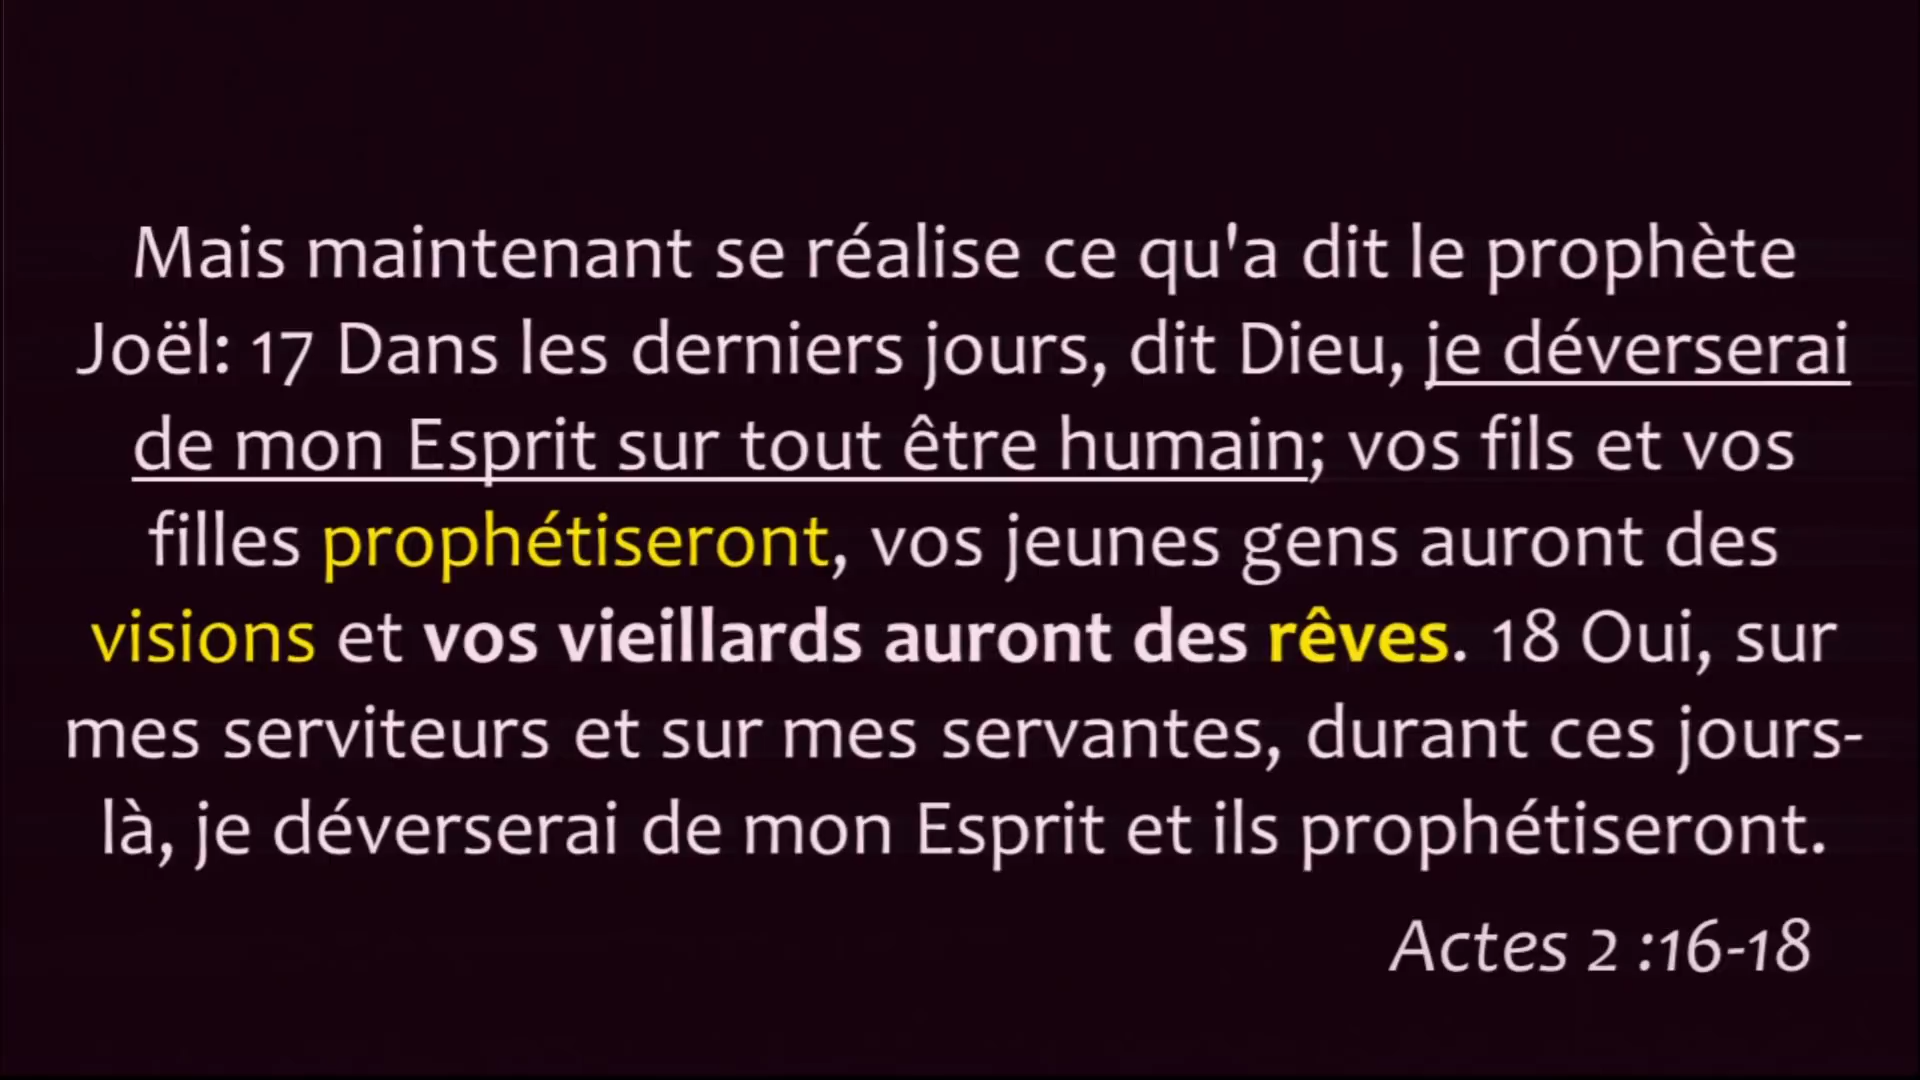 Mais maintenant se réalise ce qu'a dit le prophète
Joël: 17 Dans les derniers jours, dit Dieu, je déverserai
de mon Esprit sur tout être humain; vos fils et vos
filles prophétiseront, vos jeunes gens auront des
visions et vos vieillards auront des rêves. 18 Oui, sur
mes serviteurs et sur mes servantes, durant ces jours-
là, je déverserai de mon Esprit et ils prophétiseront.
Actes 2 :16-18